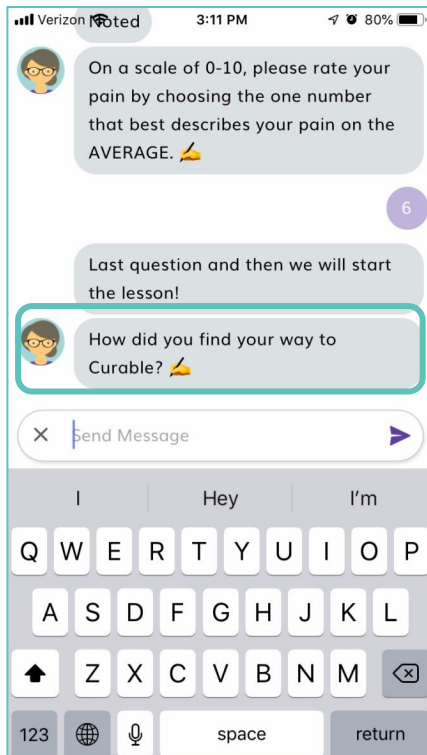 Verizon 3:11 PM 80%
Noted
On a scale of 0-10, please rate your
pain by choosing the one number
that best describes your pain on the
AVERAGE. ✍️
6
Last question and then we will start
the lesson!
How did you find your way to
Curable? ✍️
Send Message
I Hey I'm
Q W E R T Y U I O P
A S D F G H J K L
Z X C V B N M
123 space return